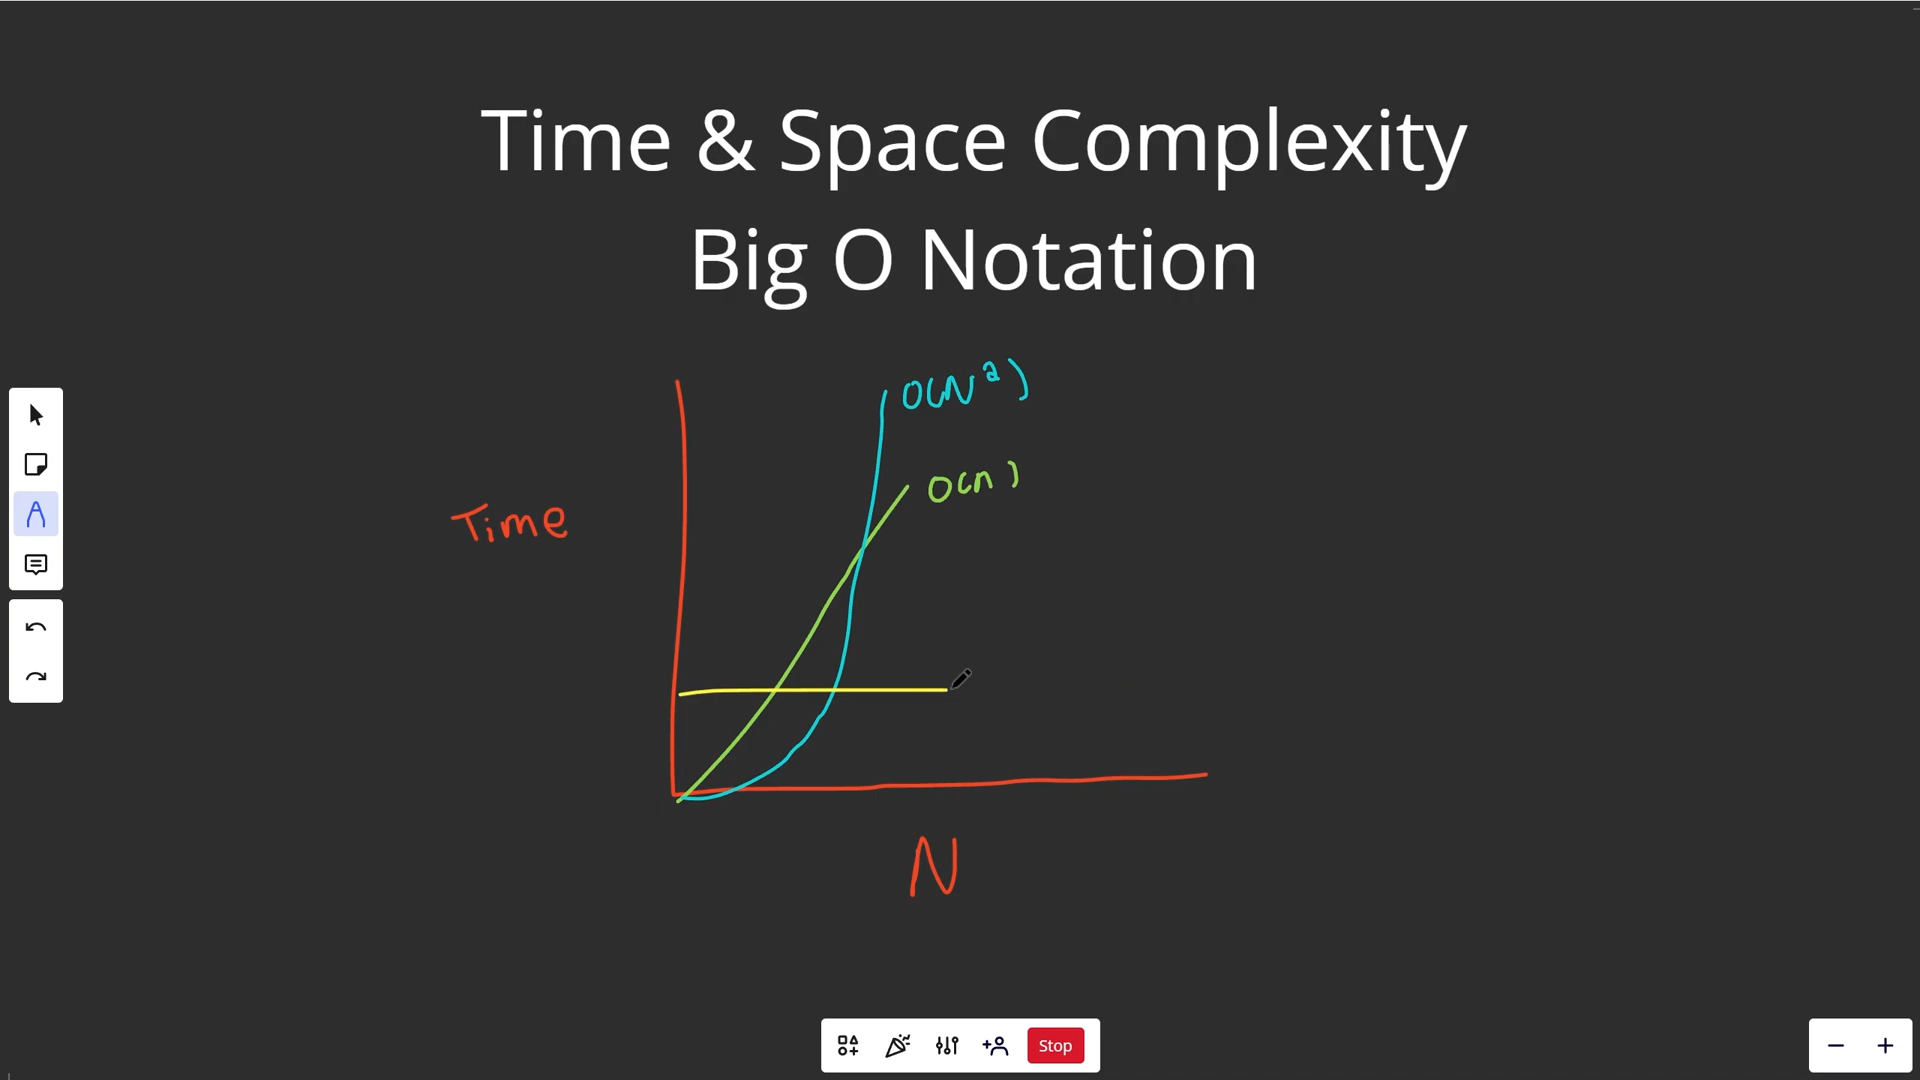 Time & Space Complexity
Big O Notation
O(N²)
O(n)
Time
N
Stop